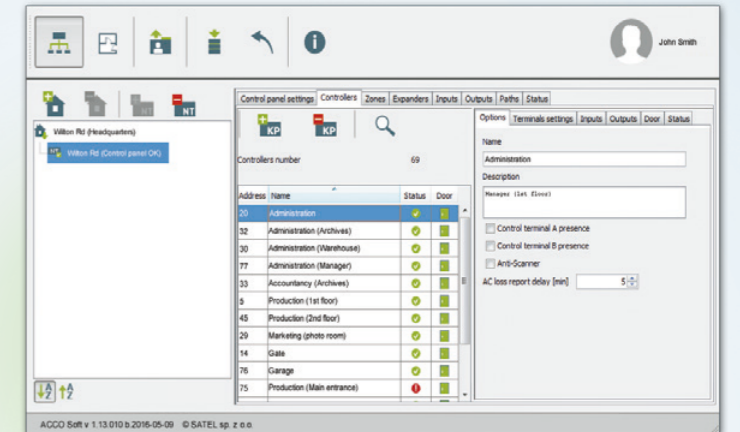 John Smith
NT
NT
Wilton Rd (Headquarters)
NT
Wilton Rd (Control panel OK)
Control panel settings Controllers Zones Expanders Inputs Outputs Paths Status
KP KP
Controllers number 69
Address Name Status Door
20 Administration
32 Administration (Archives)
30 Administration (Warehouse)
77 Administration (Manager)
33 Accountancy (Archives)
5 Production (1st floor)
45 Production (2nd floor)
29 Marketing (photo room)
14 Gate
76 Garage
75 Production (Main entrance)
Options Terminals settings Inputs Outputs Door Status
Name
Administration
Description
Manager (1st floor)
Control terminal A presence
Control terminal B presence
Anti-Scanner
AC loss report delay [min] 5
A Z A Z
ACCO Soft v 1.13.010 b.2016-05-09 © SATEL sp. z o.o.